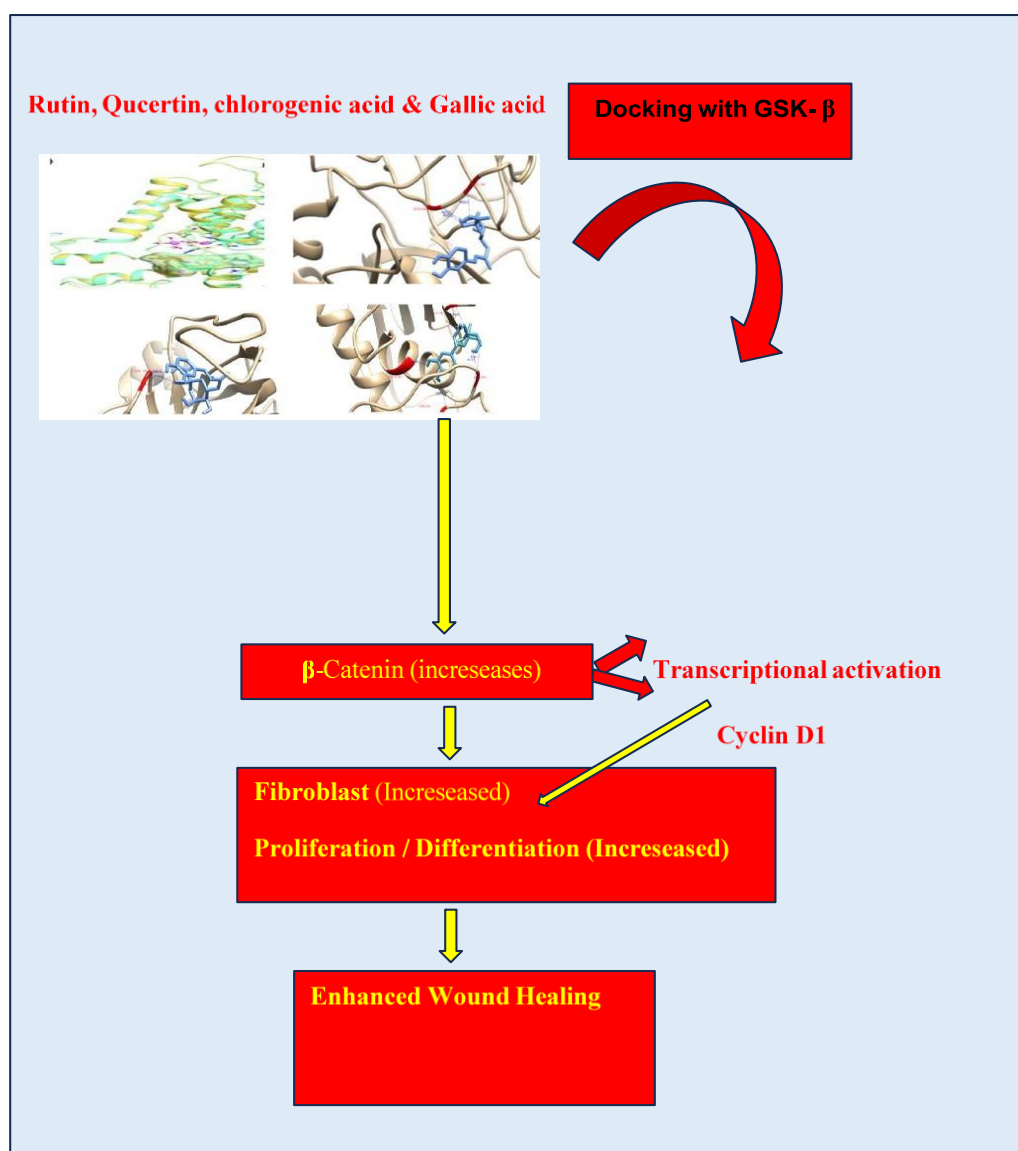 Rutin, Qucertin, chlorogenic acid & Gallic acid
Docking with GSK- β
β-Catenin (increseases)
Transcriptional activation
Cyclin D1
Fibroblast (Increseased)
Proliferation / Differentiation (Increseased)
Enhanced Wound Healing